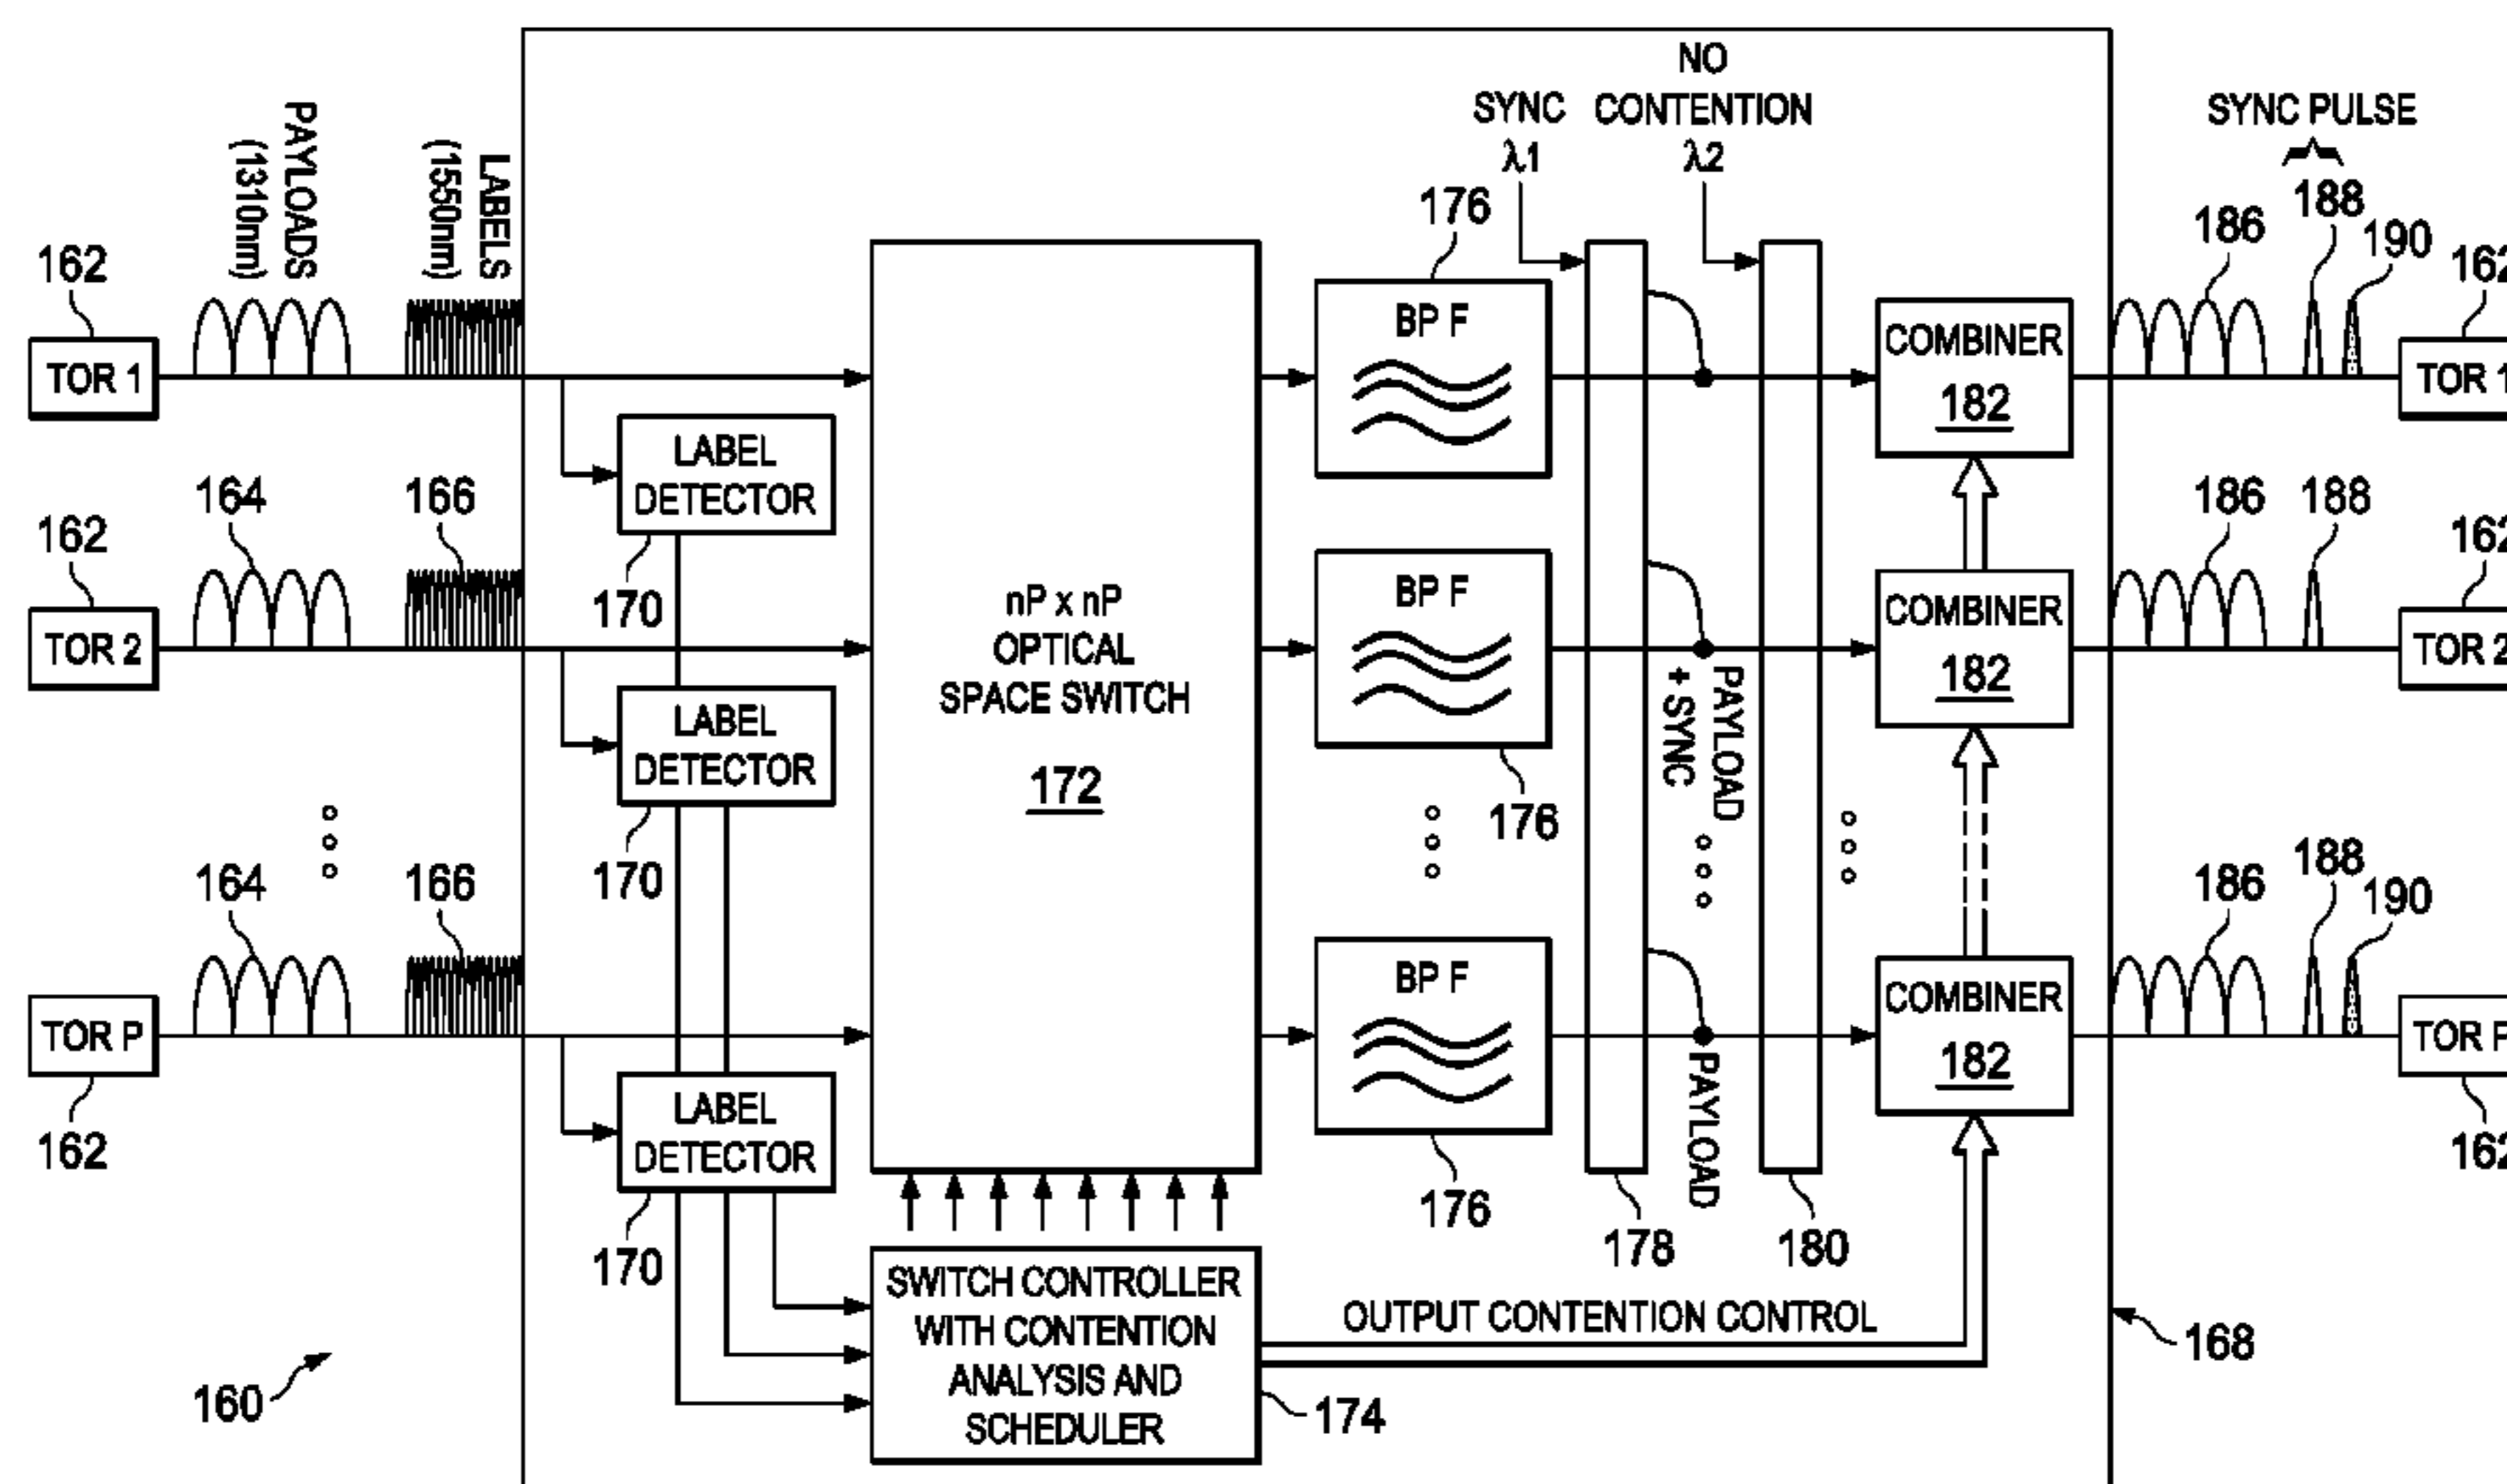 NO
SYNC CONTENTION
λ1 λ2
SYNC PULSE
PAYLOADS
(1310nm)
LABELS
(1550nm)
162
176
186
188
190
162
TOR 1
BP F
COMBINER
182
TOR 1
LABEL
DETECTOR
170
162
164
166
186
188
162
TOR 2
BP F
COMBINER
182
TOR 2
nP x nP
OPTICAL
SPACE SWITCH
172
LABEL
DETECTOR
170
176
PAYLOAD
+ SYNC
164
166
186
188
190
TOR P
162
BP F
COMBINER
182
TOR P
162
LABEL
DETECTOR
170
PAYLOAD
176
178
180
SWITCH CONTROLLER
WITH CONTENTION
ANALYSIS AND
SCHEDULER
174
OUTPUT CONTENTION CONTROL
168
160